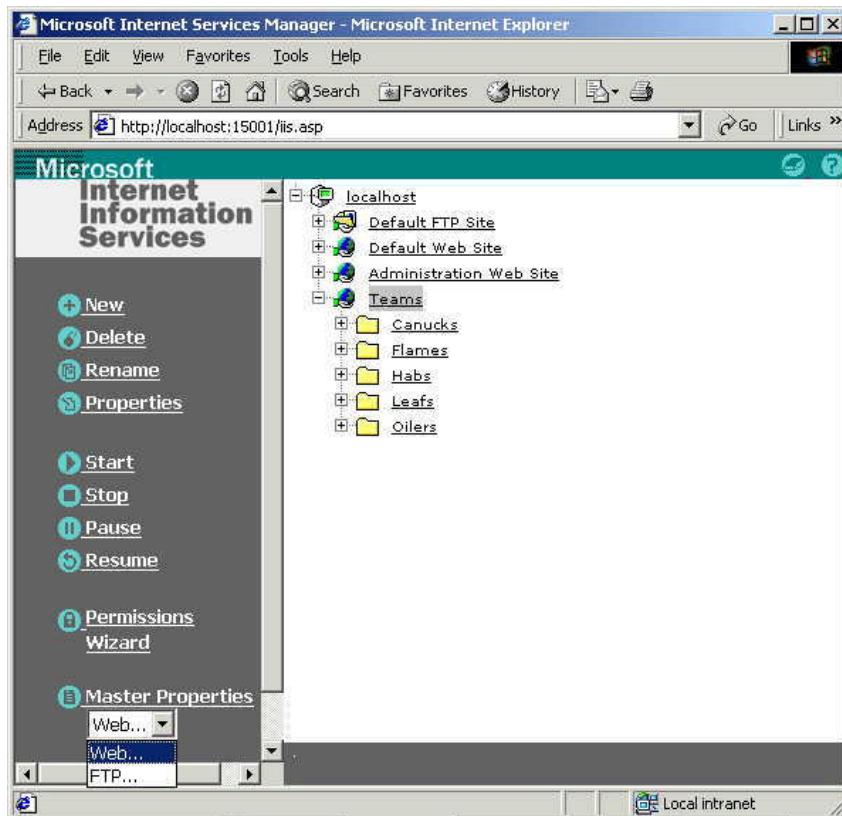 Microsoft Internet Services Manager - Microsoft Internet Explorer
File Edit View Favorites Tools Help
Back Search Favorites History
Address http://localhost:15001/iis.asp Go Links »
Microsoft
Internet
Information
Services
New
Delete
Rename
Properties
Start
Stop
Pause
Resume
Permissions
Wizard
Master Properties
Web...
Web...
FTP...
localhost
Default FTP Site
Default Web Site
Administration Web Site
Teams
Canucks
Flames
Habs
Leafs
Oilers
Local intranet